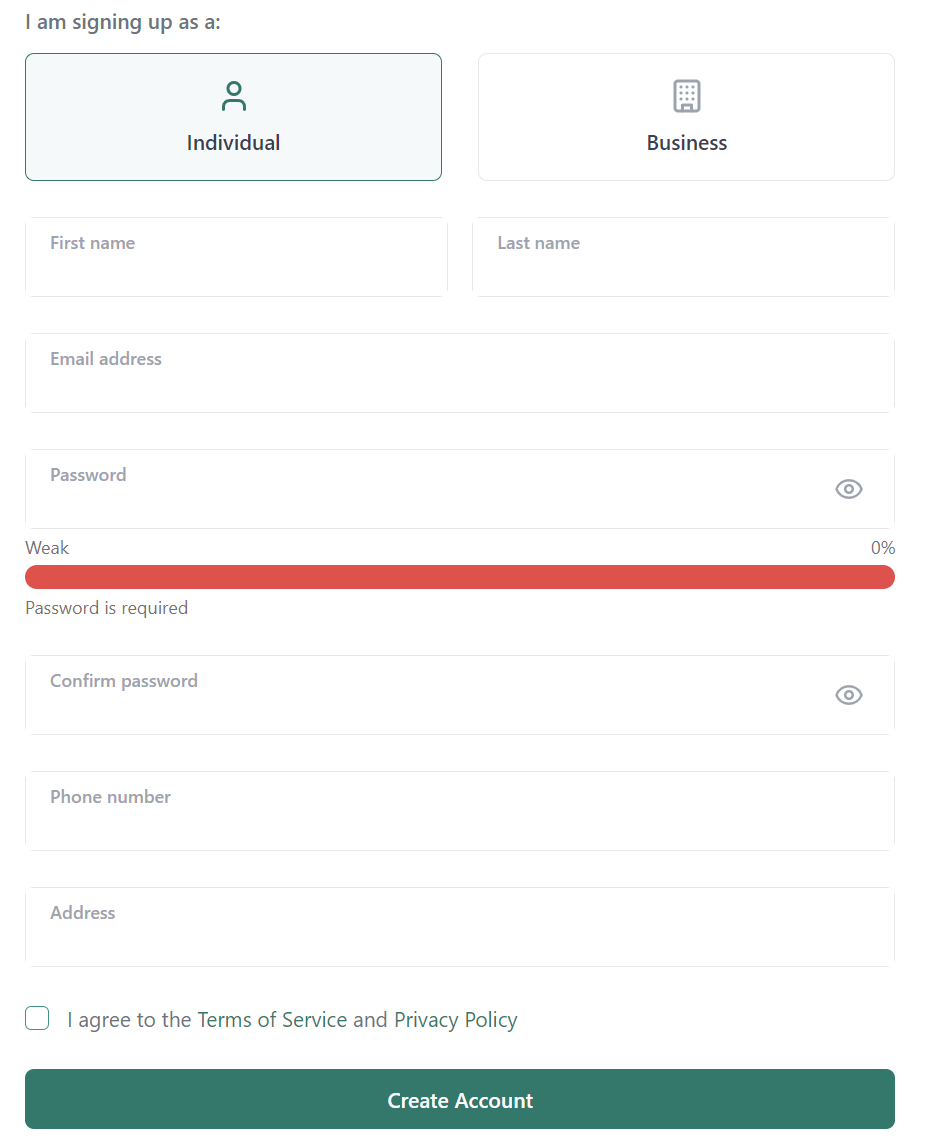 I am signing up as a:
Individual
Business
First name
Last name
Email address
Password
Weak
0%
Password is required
Confirm password
Phone number
Address
I agree to the Terms of Service and Privacy Policy
Create Account